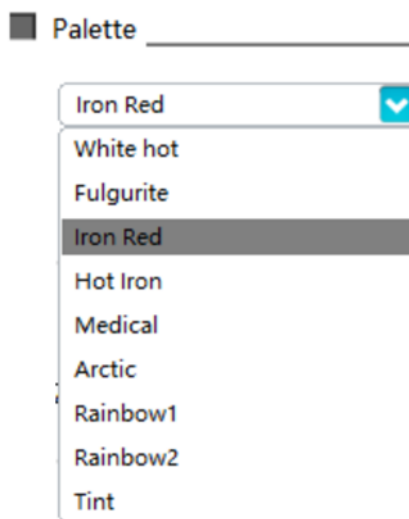 Palette
Iron Red
White hot
Fulgurite
Iron Red
Hot Iron
Medical
Arctic
Rainbow1
Rainbow2
Tint